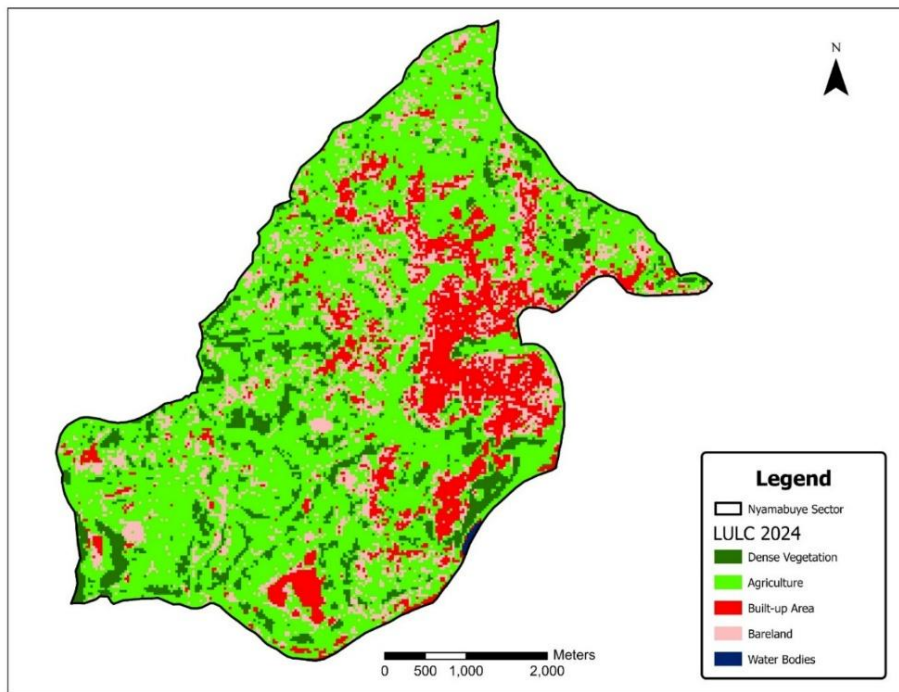 N
Legend
Nyamabuye Sector
LULC 2024
Dense Vegetation
Agriculture
Built-up Area
Bareland
Water Bodies
Meters
0 500 1,000 2,000